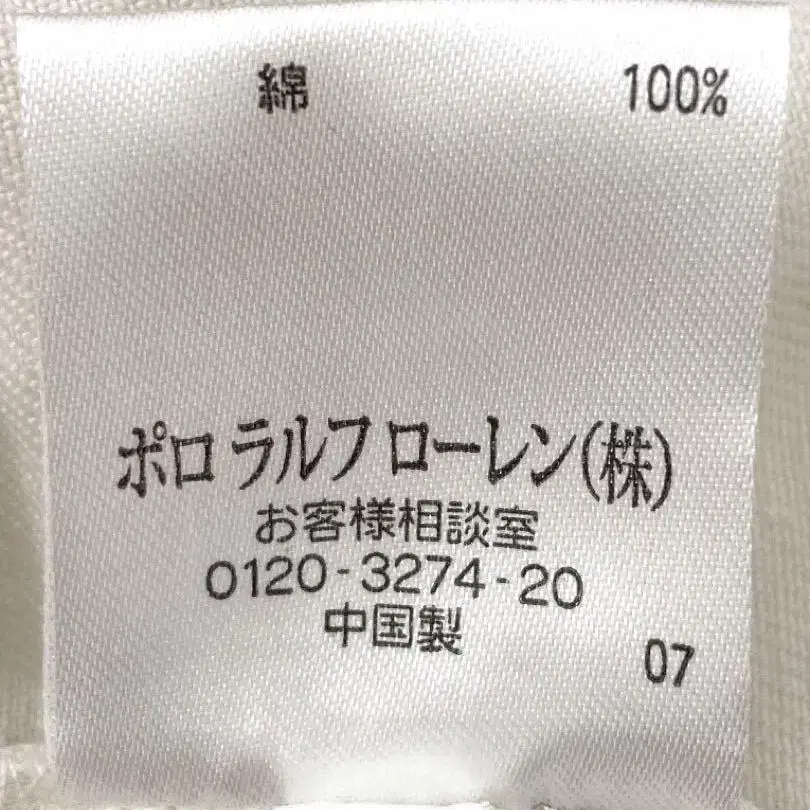 綿 100%
ポロ ラルフ ローレン(株)
お客様相談室
0120-3274-20
中国製
07